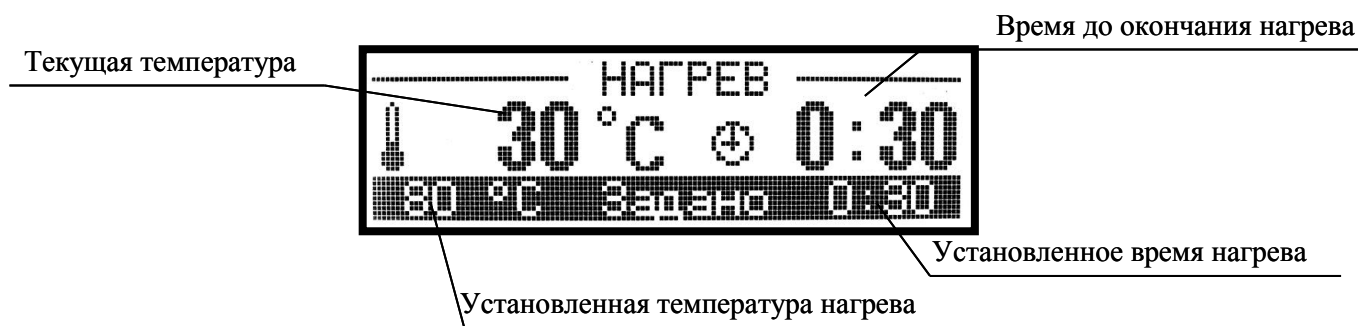 Время до окончания нагрева
Текущая температура
НАГРЕВ
30 °C 0:30
80 °C Задано 0:30
Установленное время нагрева
Установленная температура нагрева